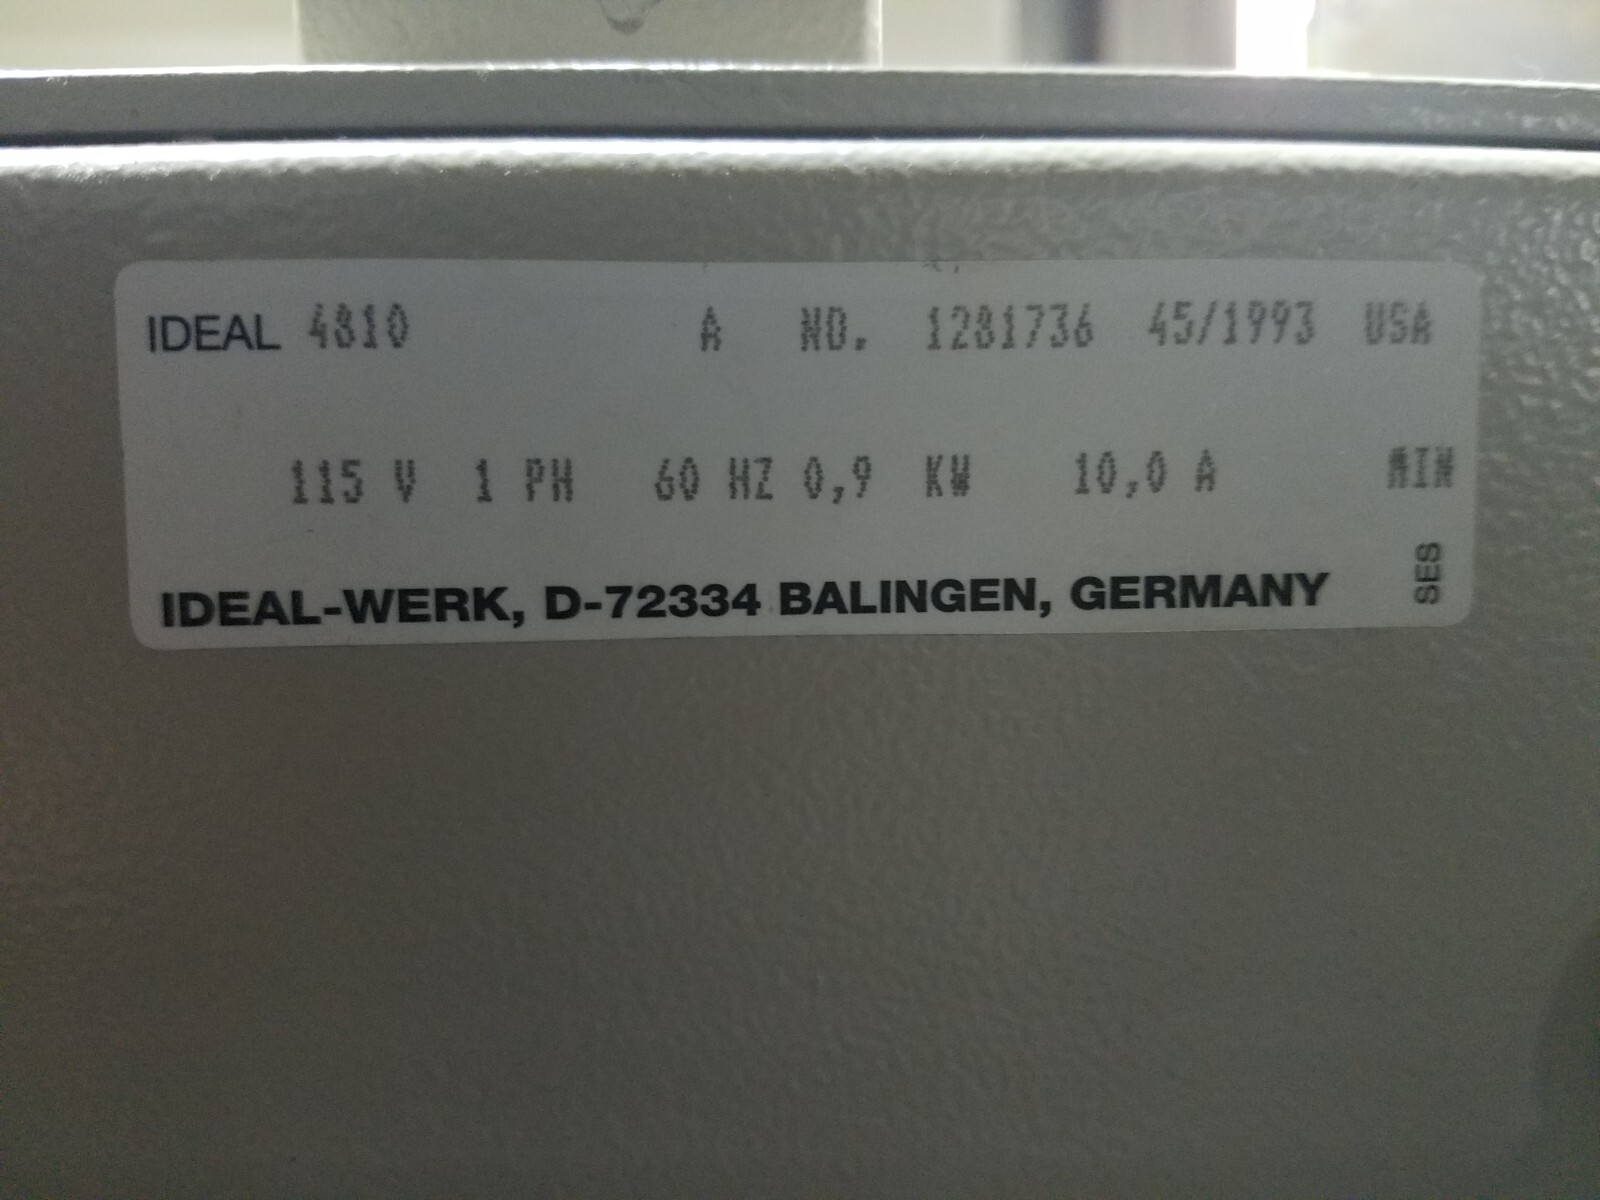 IDEAL 4810 A NO. 1281736 45/1993 USA
115 V 1 PH 60 HZ 0,9 KW 10,0 A MIN
IDEAL-WERK, D-72334 BALINGEN, GERMANY
SES